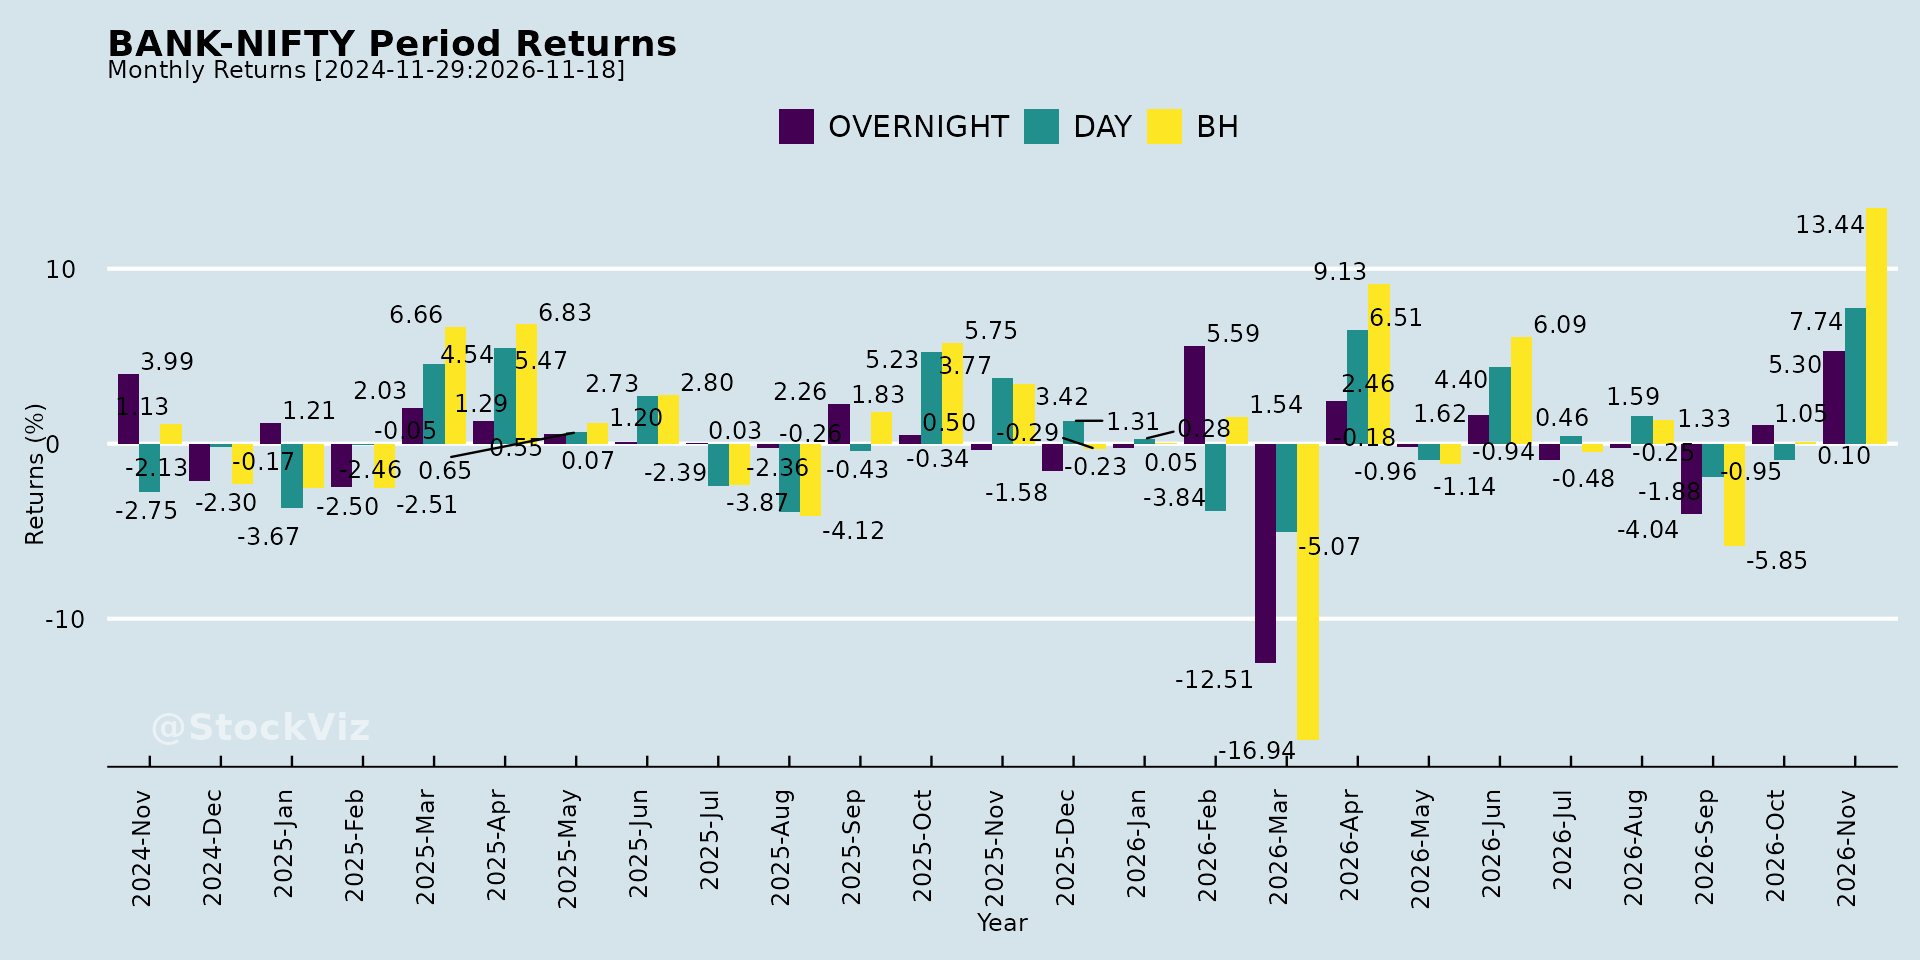 BANK-NIFTY Period Returns
Monthly Returns [2024-11-29:2026-11-18]
OVERNIGHT DAY BH
Returns (%)
10
0
-10
3.99
1.13
-2.13
-2.75
-2.30
-0.17
1.21
-3.67
-2.50
-2.46
-2.51
2.03
-0.05
6.66
4.54
1.29
5.47
6.83
0.65
0.55
0.07
1.20
2.73
2.80
0.03
-2.39
-2.36
-0.26
-3.87
-4.12
2.26
1.83
-0.43
5.23
0.50
-0.34
3.77
5.75
-1.58
-0.29
3.42
1.31
-0.23
0.28
0.05
5.59
-3.84
1.54
-12.51
-5.07
-16.94
9.13
6.51
2.46
-0.18
-0.96
-1.14
1.62
4.40
-0.94
6.09
0.46
-0.48
1.59
-0.25
1.33
-1.88
-4.04
-0.95
-5.85
1.05
0.10
5.30
7.74
13.44
@StockViz
2024-Nov
2024-Dec
2025-Jan
2025-Feb
2025-Mar
2025-Apr
2025-May
2025-Jun
2025-Jul
2025-Aug
2025-Sep
2025-Oct
2025-Nov
2025-Dec
2026-Jan
2026-Feb
2026-Mar
2026-Apr
2026-May
2026-Jun
2026-Jul
2026-Aug
2026-Sep
2026-Oct
2026-Nov
Year